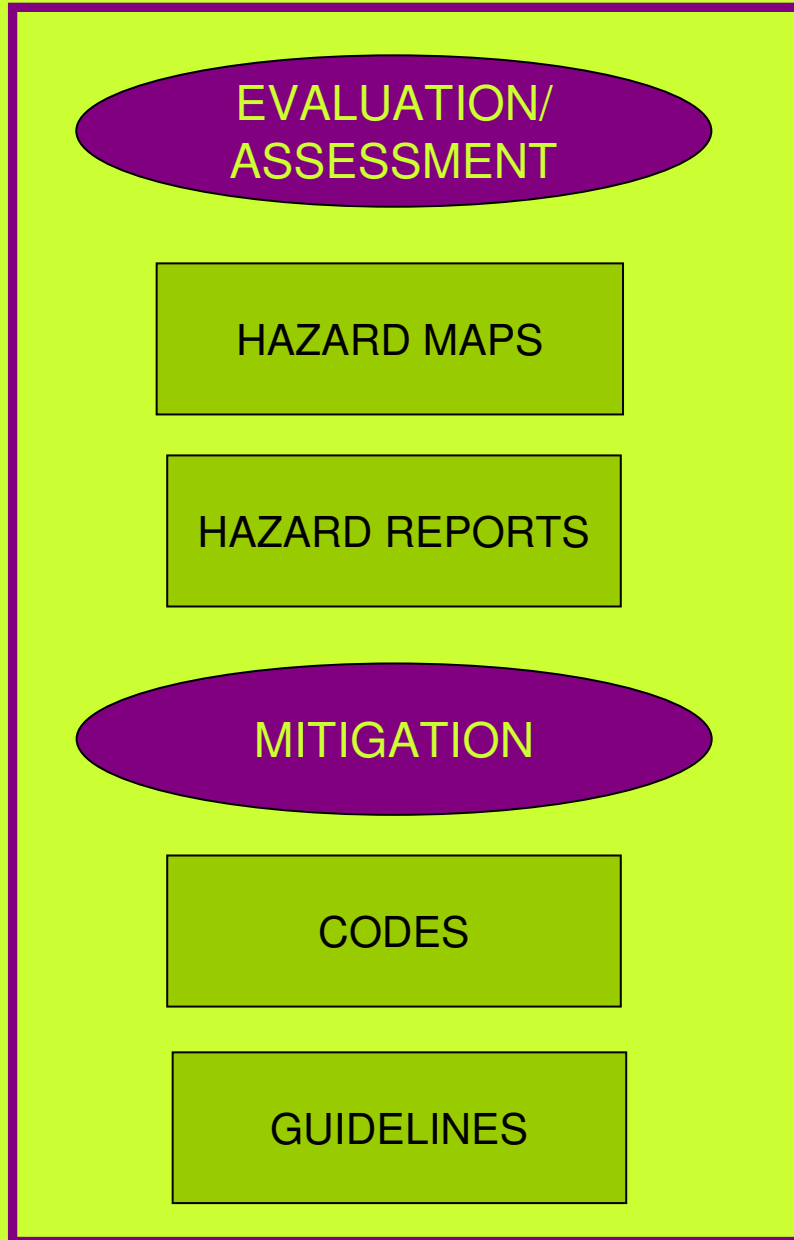 EVALUATION/
ASSESSMENT
HAZARD MAPS
HAZARD REPORTS
MITIGATION
CODES
GUIDELINES